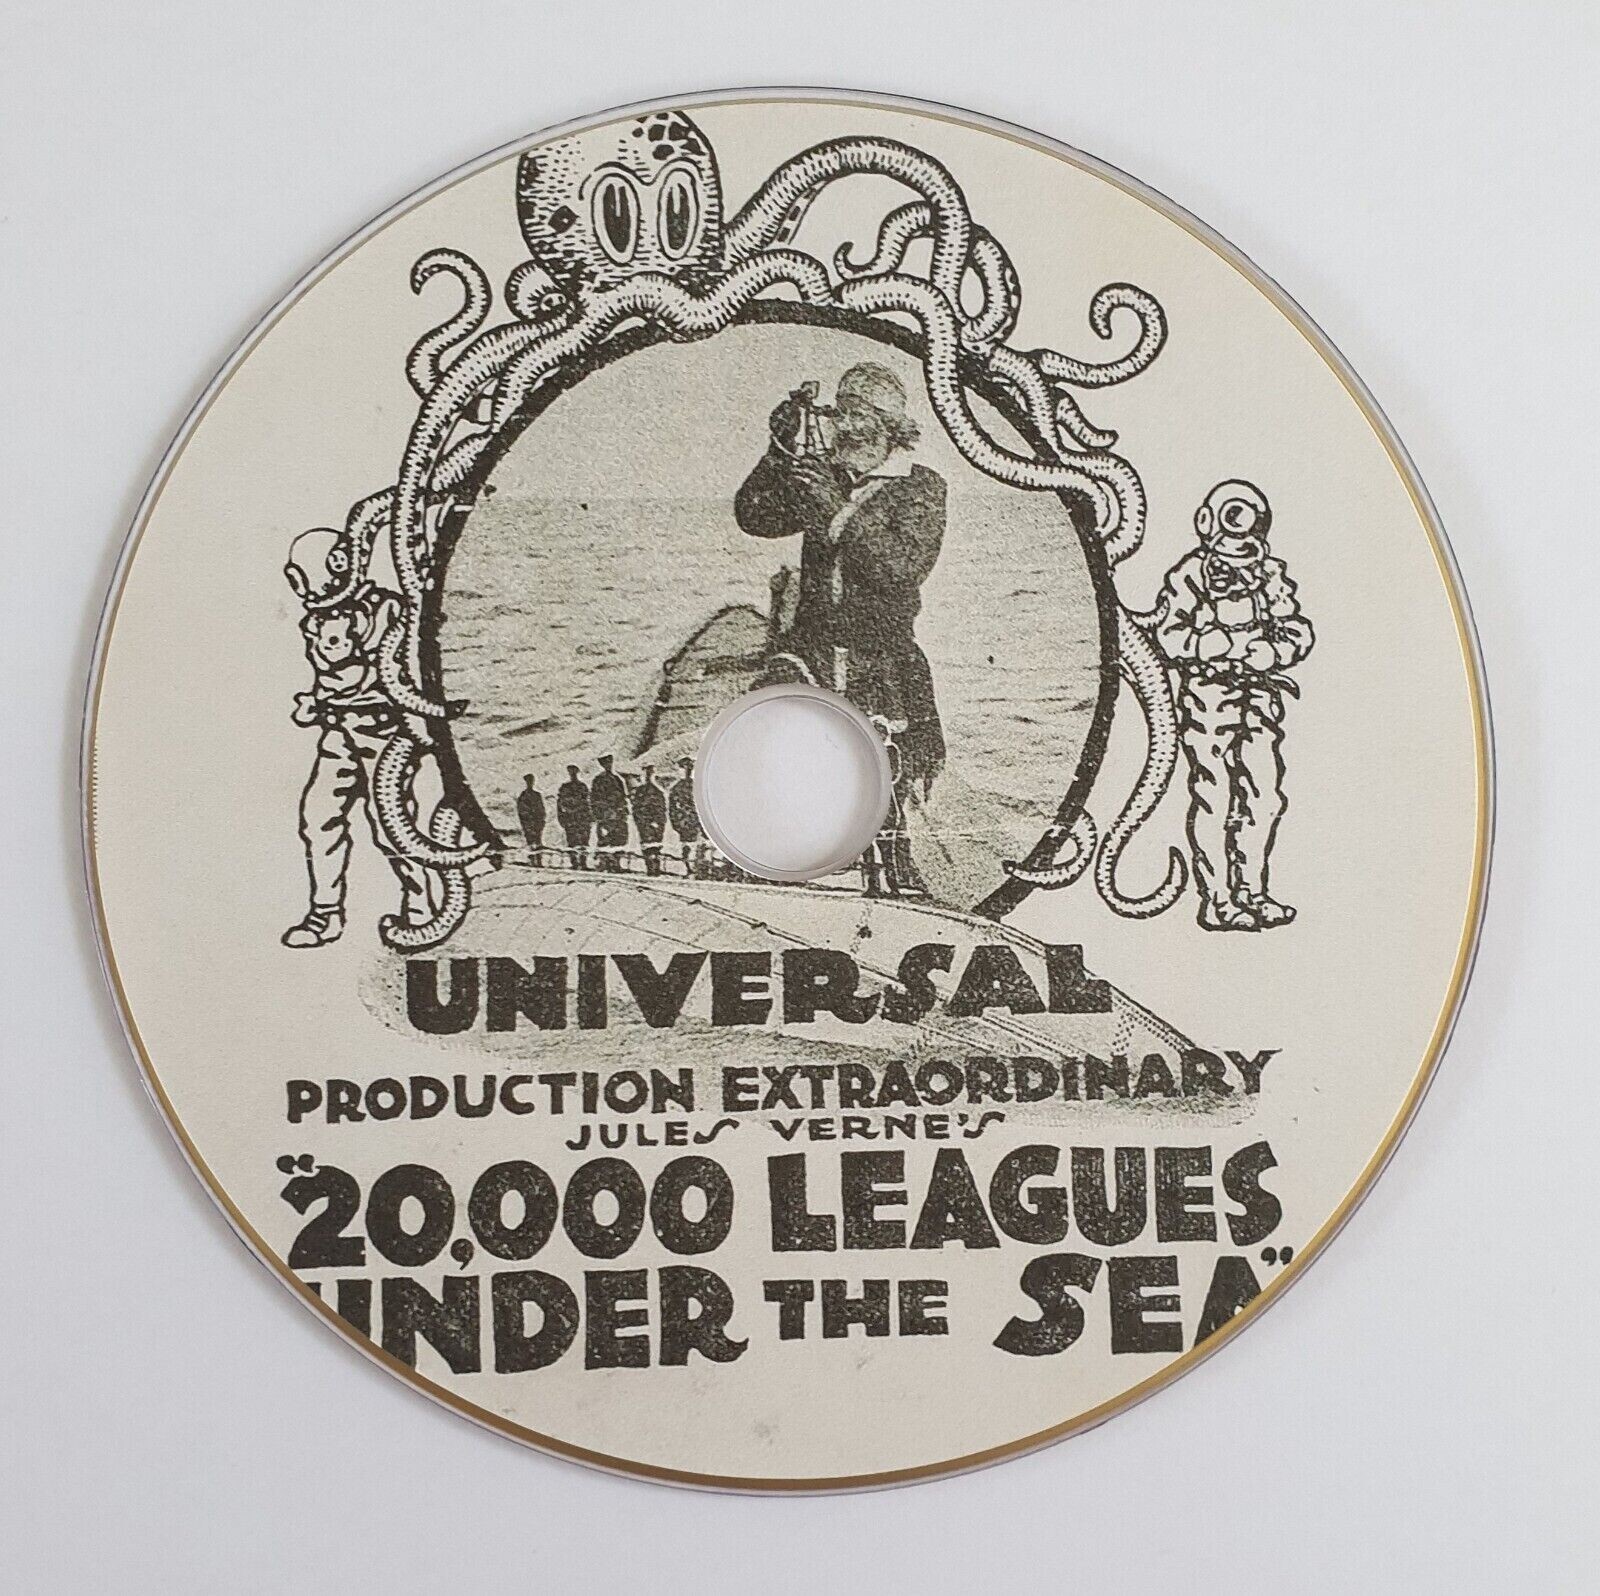 UNIVERSAL
PRODUCTION EXTRAORDINARY
JULES VERNE'S
"20,000 LEAGUES
UNDER THE SEA"